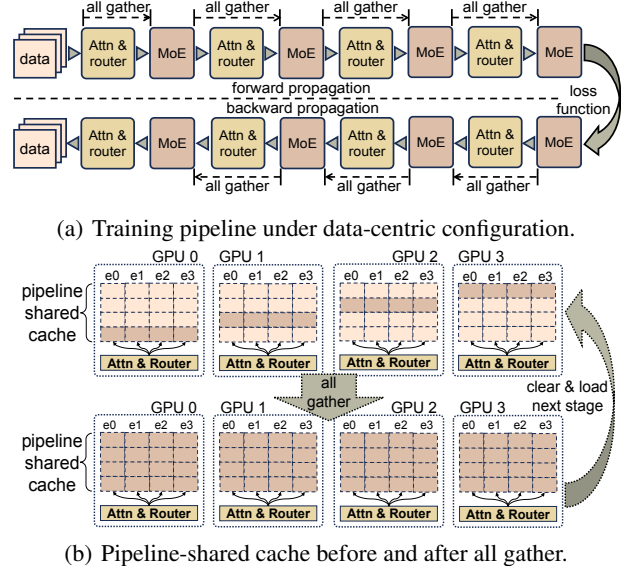 all gather all gather all gather all gather
data Attn & router MoE Attn & router MoE Attn & router MoE Attn & router MoE
forward propagation
loss function
backward propagation
data Attn & router MoE Attn & router MoE Attn & router MoE Attn & router MoE
all gather all gather all gather
(a) Training pipeline under data-centric configuration.
GPU 0 GPU 1 GPU 2 GPU 3
e0 e1 e2 e3 e0 e1 e2 e3 e0 e1 e2 e3 e0 e1 e2 e3
pipeline
shared
cache
Attn & Router Attn & Router Attn & Router Attn & Router
all
gather
clear & load
next stage
GPU 0 GPU 1 GPU 2 GPU 3
e0 e1 e2 e3 e0 e1 e2 e3 e0 e1 e2 e3 e0 e1 e2 e3
pipeline
shared
cache
Attn & Router Attn & Router Attn & Router Attn & Router
(b) Pipeline-shared cache before and after all gather.